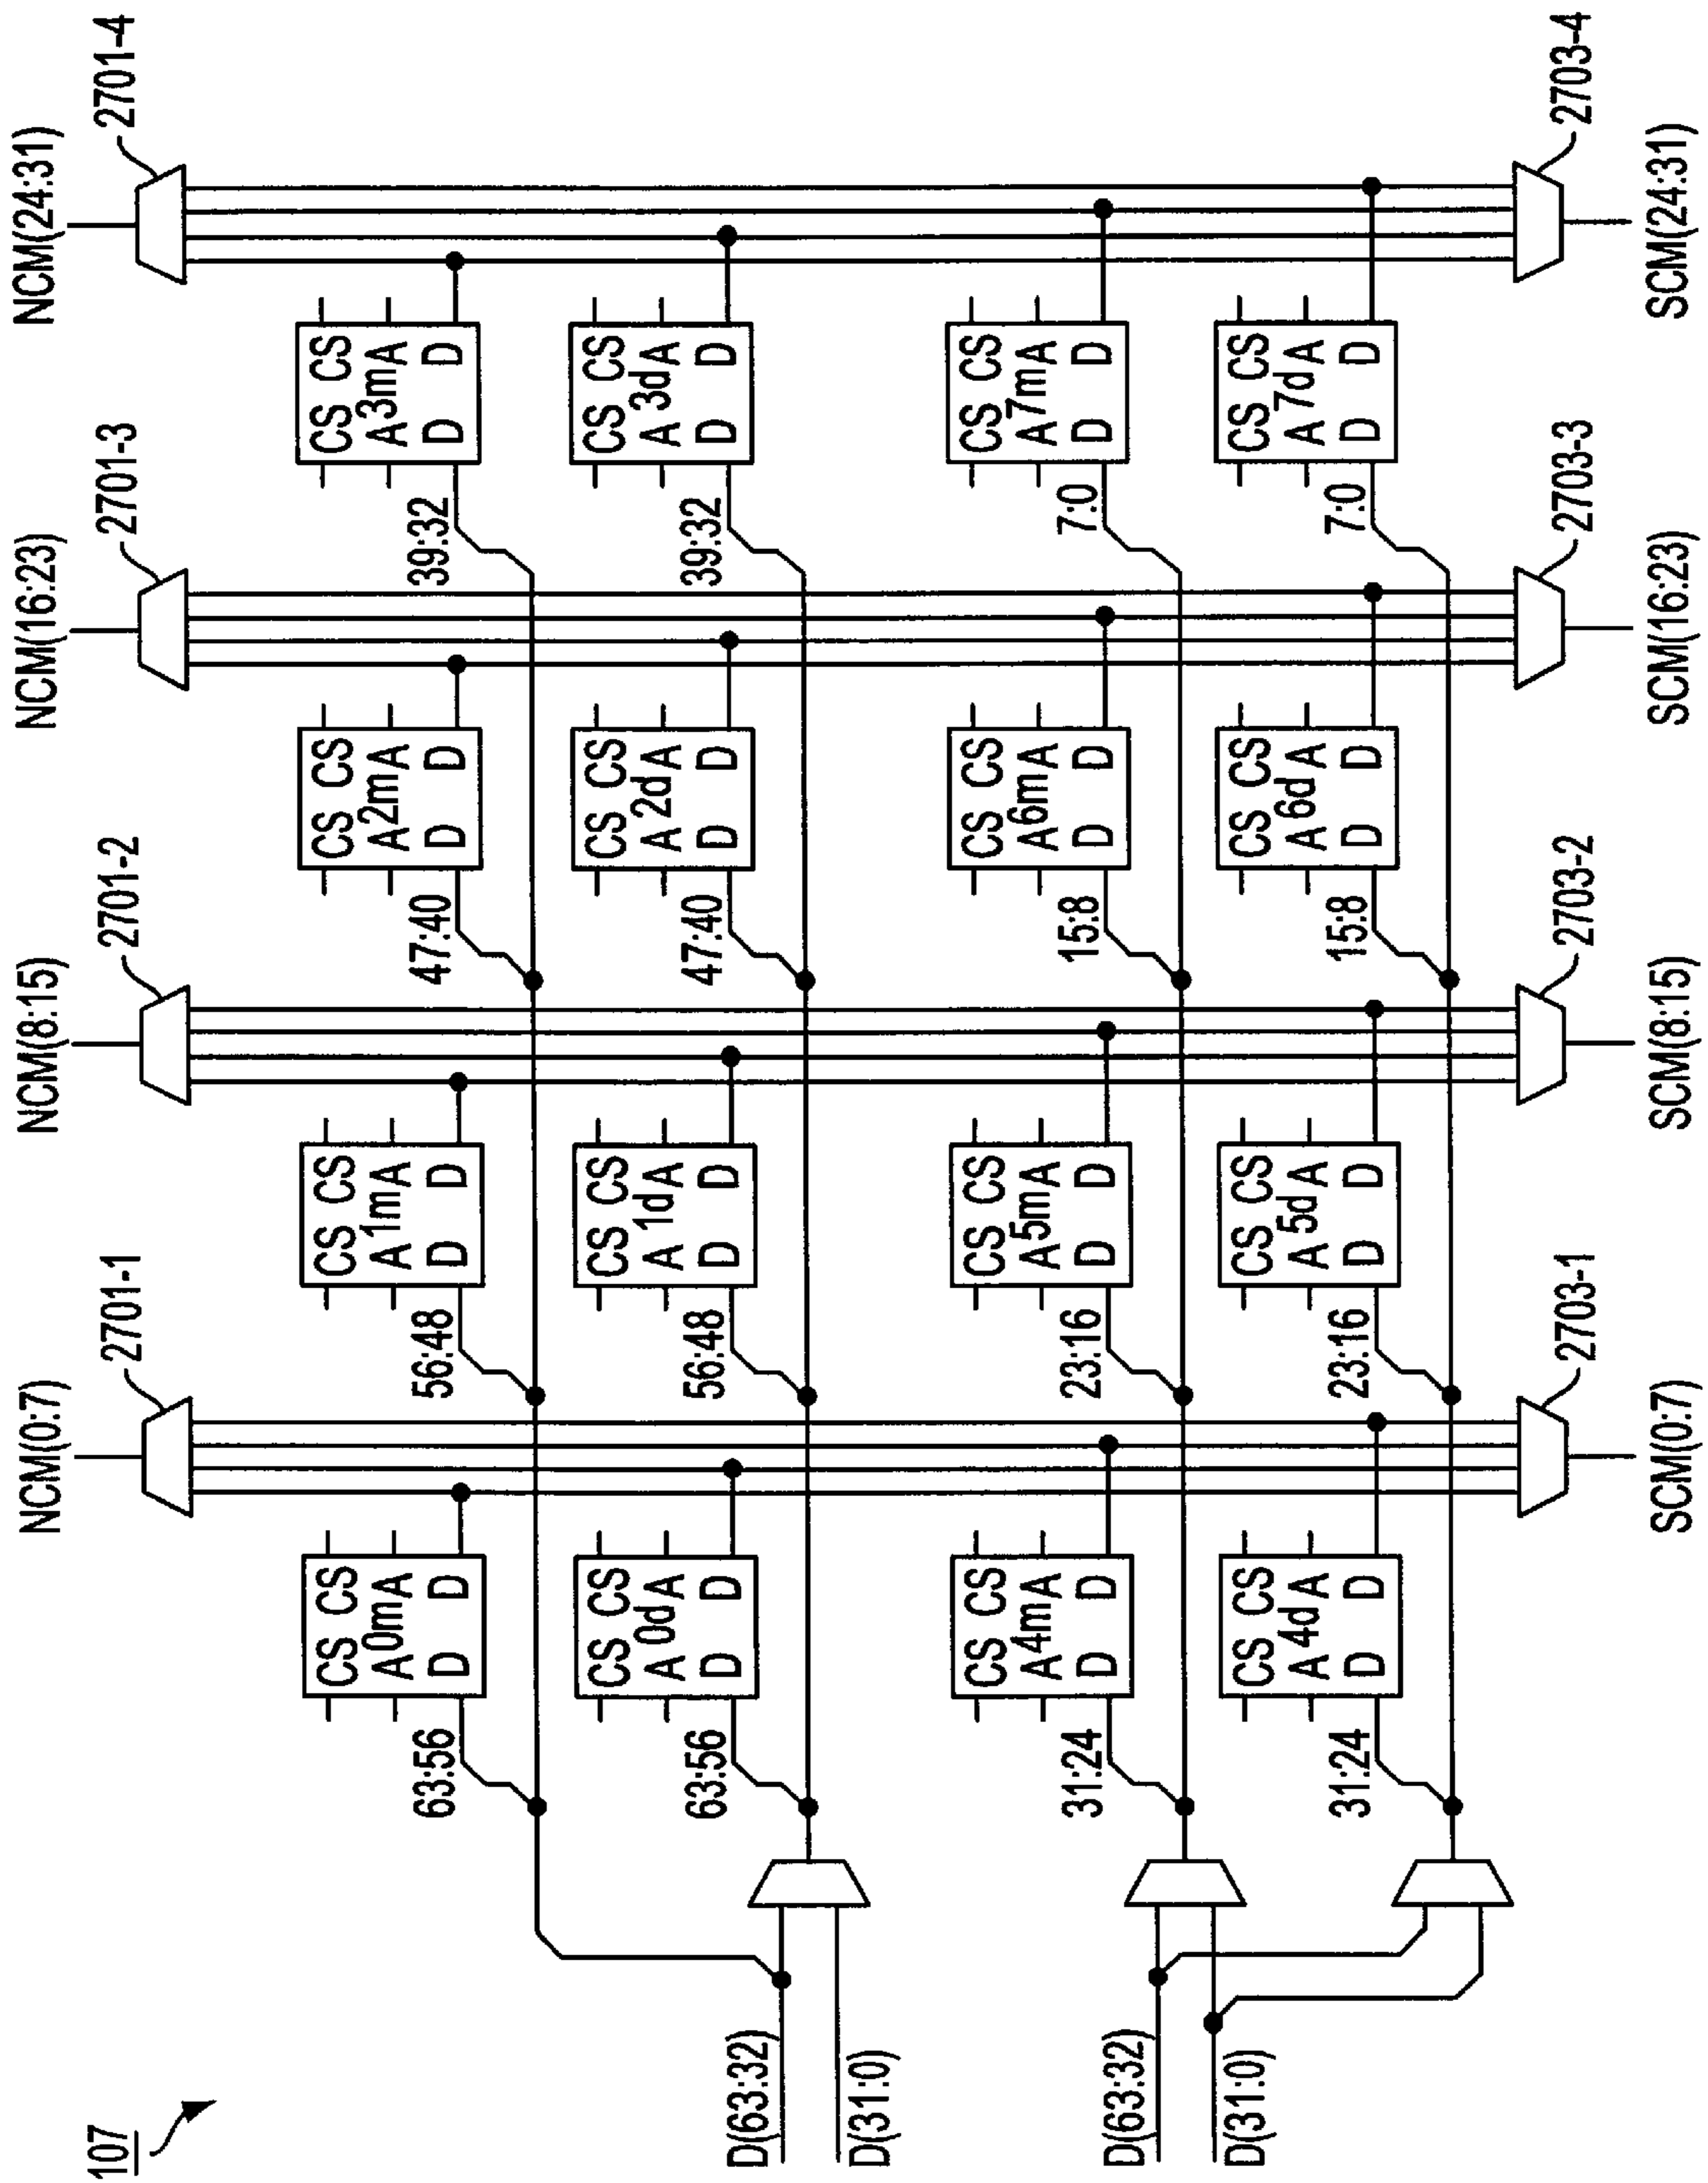 NCM(0:7) NCM(8:15) NCM(16:23) NCM(24:31)
107 2701-1 2701-2 2701-3 2701-4
CS CS CS CS CS CS CS CS
A 0m A A 1m A A 2m A A 3m A
63:56 D D 56:48 D D 47:40 D D 39:32 D D
CS CS CS CS CS CS CS CS
A 0d A A 1d A A 2d A A 3d A
63:56 D D 56:48 D D 47:40 D D 39:32 D D
D(63:32)
D(31:0)
CS CS CS CS CS CS CS CS
A 4m A A 5m A A 6m A A 7m A
31:24 D D 23:16 D D 15:8 D D 7:0 D D
D(63:32)
D(31:0)
CS CS CS CS CS CS CS CS
A 4d A A 5d A A 6d A A 7d A
31:24 D D 23:16 D D 15:8 D D 7:0 D D
2703-1 2703-2 2703-3 2703-4
SCM(0:7) SCM(8:15) SCM(16:23) SCM(24:31)